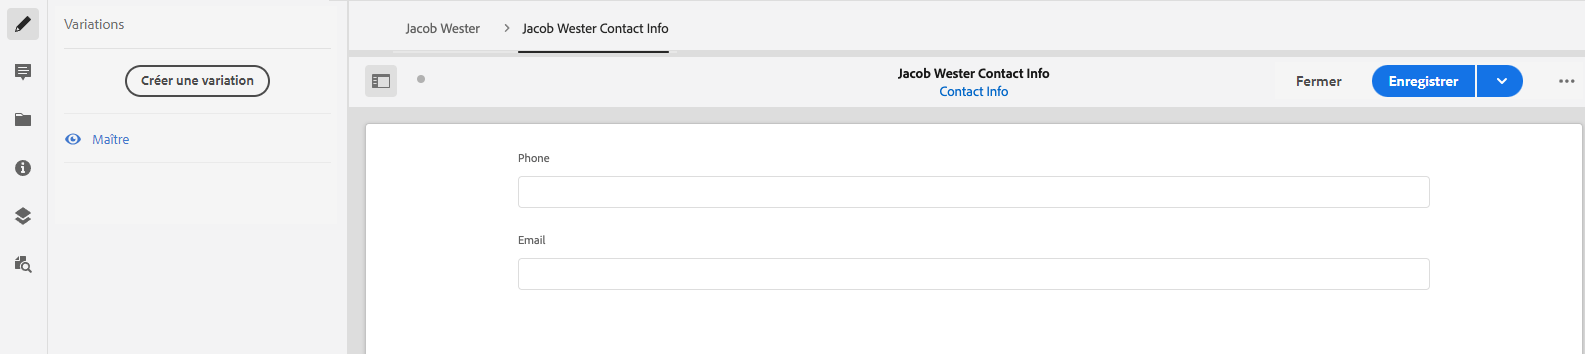 Variations
Créer une variation
Maître
Jacob Wester > Jacob Wester Contact Info
Jacob Wester Contact Info
Contact Info
Fermer
Enregistrer
Phone
Email